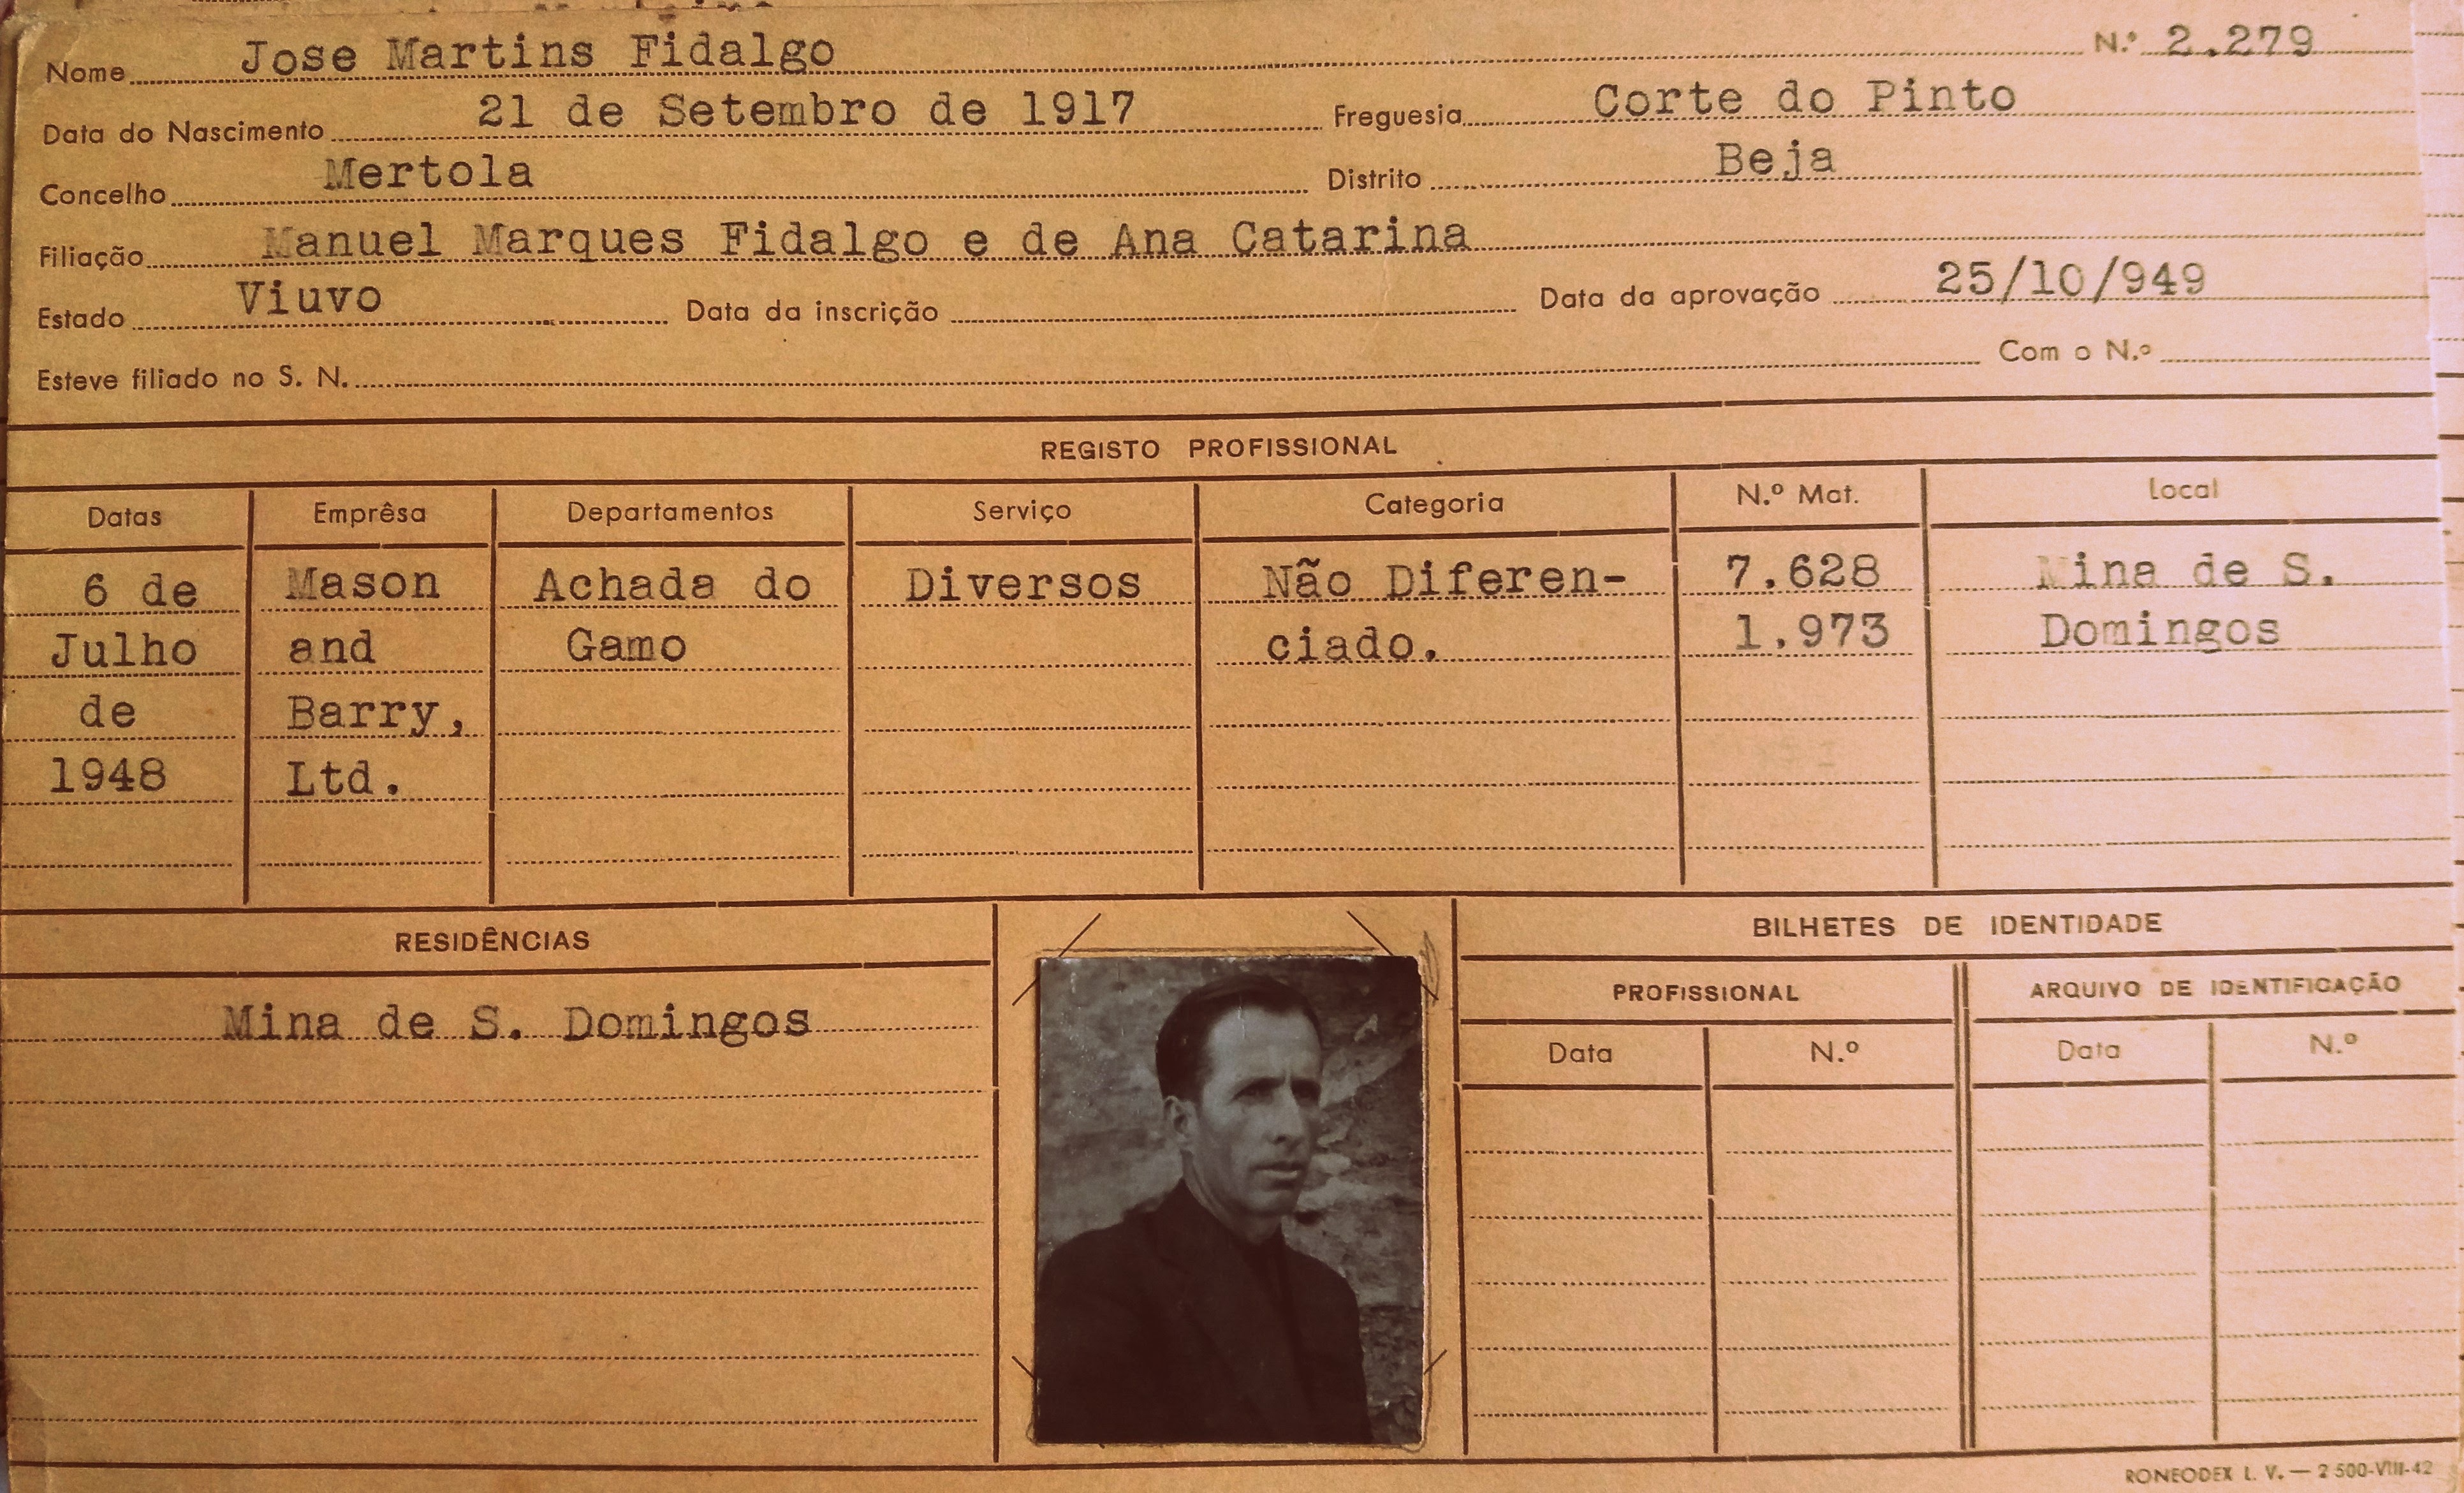 Nome Jose Martins Fidalgo N.º 2.279
Data do Nascimento 21 de Setembro de 1917 Freguesia Corte do Pinto
Concelho Mertola Distrito Beja
Filiação Manuel Marques Fidalgo e de Ana Catarina
Estado Viuvo Data da inscrição Data da aprovação 25/10/949
Esteve filiado no S. N. Com o N.º
REGISTO PROFISSIONAL
Datas Emprêsa Departamentos Serviço Categoria N.º Mat. Local
6 de Mason Achada do Diversos Não Diferen- 7.628 Mina de S.
Julho and Gamo ciado. 1.973 Domingos
de Barry,
1948 Ltd.
RESIDÊNCIAS BILHETES DE IDENTIDADE
PROFISSIONAL ARQUIVO DE IDENTIFICAÇÃO
Mina de S. Domingos
Data N.º Data N.º
RONEODEX L. V. — 2 500-VIII-42